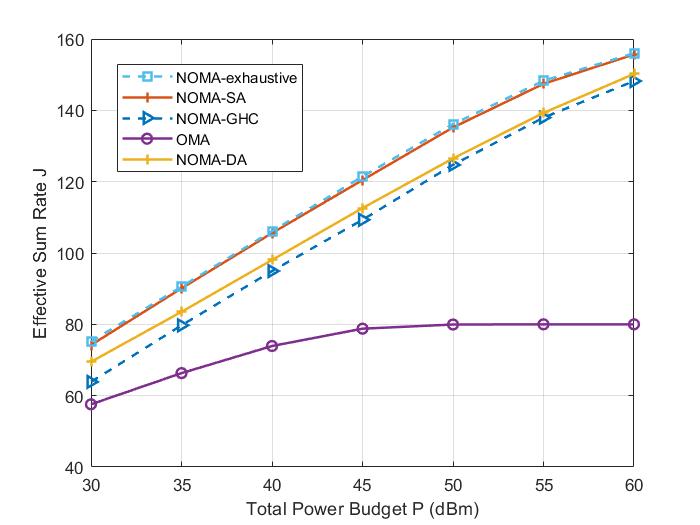 160
140
120
100
80
60
40
Effective Sum Rate J
NOMA-exhaustive
NOMA-SA
NOMA-GHC
OMA
NOMA-DA
30 35 40 45 50 55 60
Total Power Budget P (dBm)